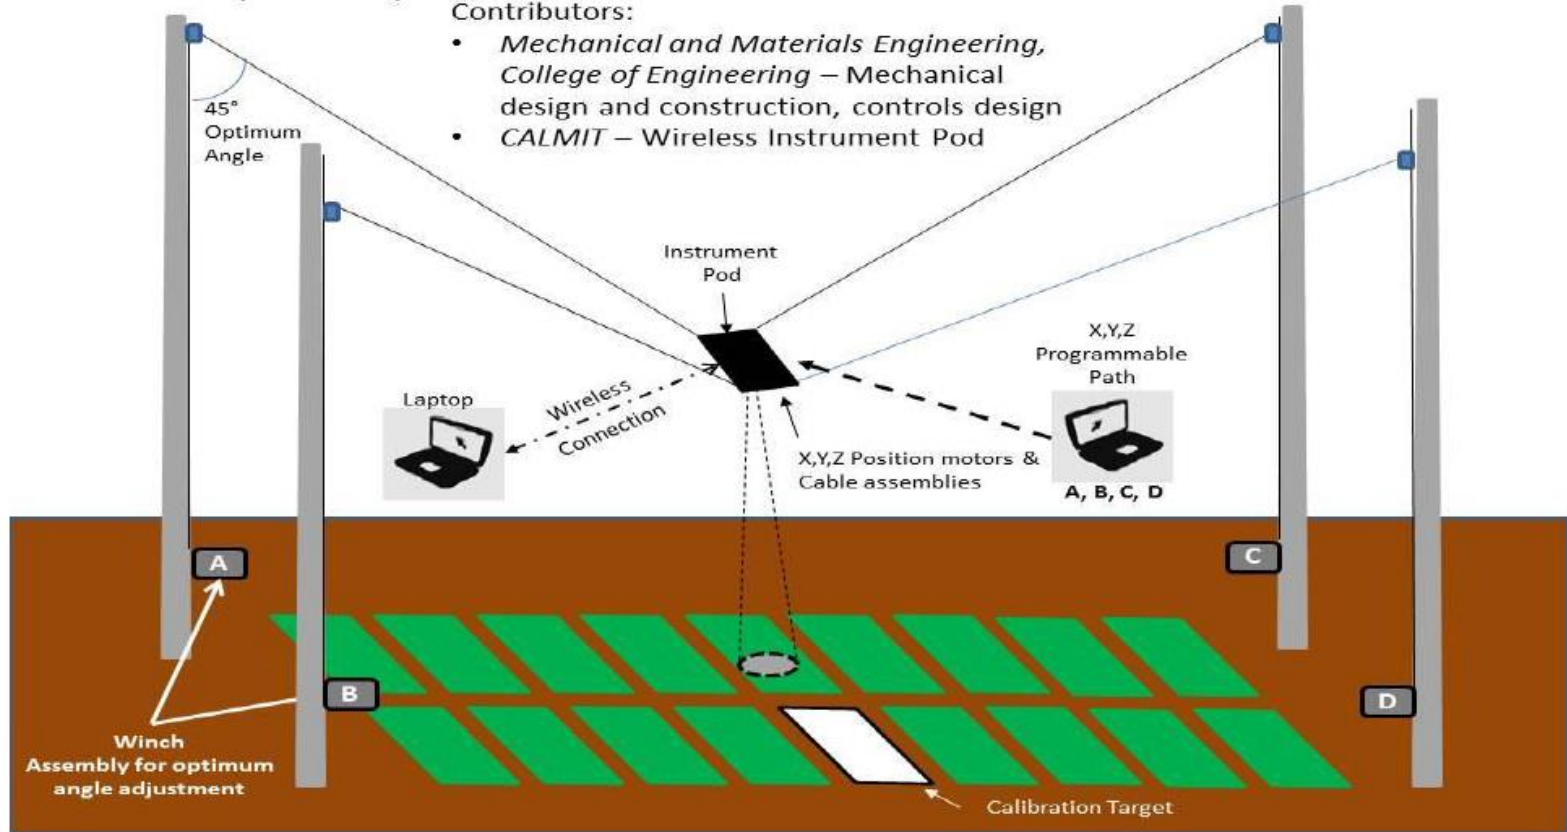 Contributors:
• Mechanical and Materials Engineering,
College of Engineering – Mechanical
design and construction, controls design
• CALMIT – Wireless Instrument Pod
45°
Optimum
Angle
Instrument
Pod
X,Y,Z
Programmable
Path
Laptop
Wireless
Connection
X,Y,Z Position motors &
Cable assemblies
A, B, C, D
A
C
B
D
Winch
Assembly for optimum
angle adjustment
Calibration Target